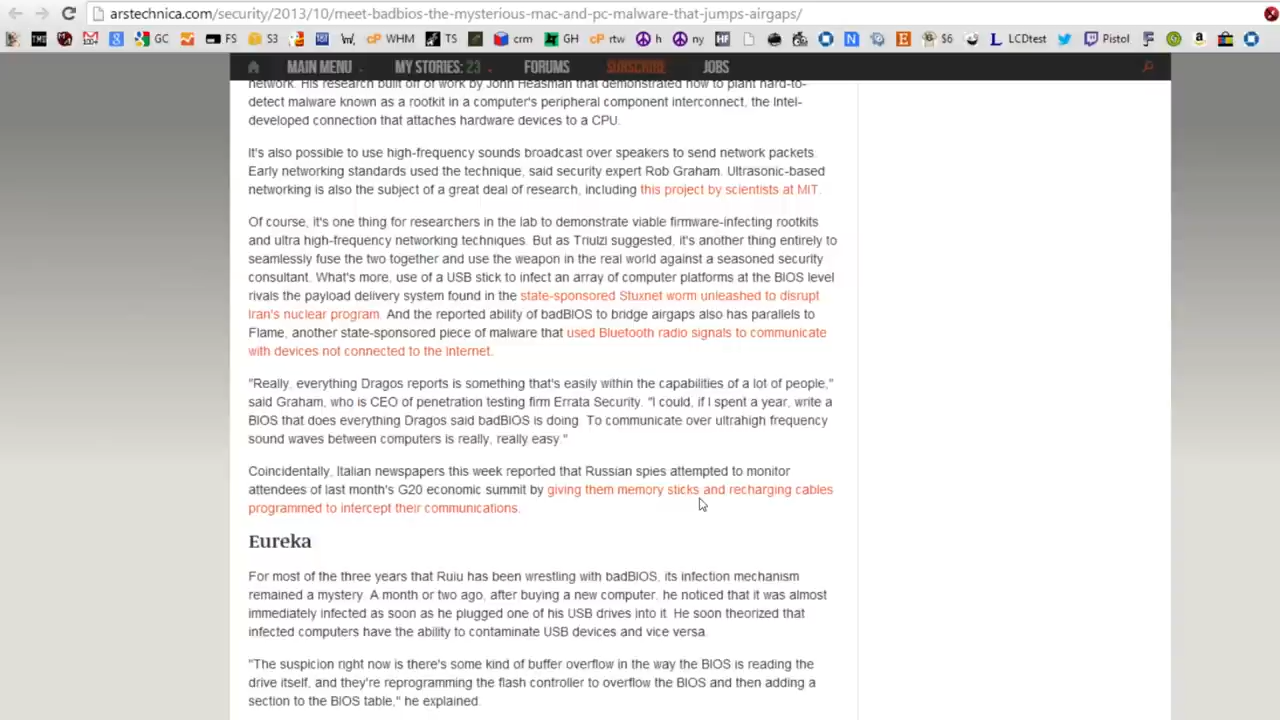 arstechnica.com/security/2013/10/meet-badbios-the-mysterious-mac-and-pc-malware-that-jumps-airgaps/
GC FS S3 cP WHM TS crm GH cP rtw h ny HF N E $6 L LCDtest Pistol
MAIN MENU MY STORIES: 23 FORUMS SUBSCRIBE JOBS
network. His research built off of work by John Heasman that demonstrated how to plant hard-to-
detect malware known as a rootkit in a computer's peripheral component interconnect, the Intel-
developed connection that attaches hardware devices to a CPU.
It's also possible to use high-frequency sounds broadcast over speakers to send network packets.
Early networking standards used the technique, said security expert Rob Graham. Ultrasonic-based
networking is also the subject of a great deal of research, including this project by scientists at MIT.
Of course, it's one thing for researchers in the lab to demonstrate viable firmware-infecting rootkits
and ultra high-frequency networking techniques. But as Triulzi suggested, it's another thing entirely to
seamlessly fuse the two together and use the weapon in the real world against a seasoned security
consultant. What's more, use of a USB stick to infect an array of computer platforms at the BIOS level
rivals the payload delivery system found in the state-sponsored Stuxnet worm unleashed to disrupt
Iran's nuclear program. And the reported ability of badBIOS to bridge airgaps also has parallels to
Flame, another state-sponsored piece of malware that used Bluetooth radio signals to communicate
with devices not connected to the Internet.
"Really, everything Dragos reports is something that's easily within the capabilities of a lot of people,"
said Graham, who is CEO of penetration testing firm Errata Security. "I could, if I spent a year, write a
BIOS that does everything Dragos said badBIOS is doing. To communicate over ultrahigh frequency
sound waves between computers is really, really easy."
Coincidentally, Italian newspapers this week reported that Russian spies attempted to monitor
attendees of last month's G20 economic summit by giving them memory sticks and recharging cables
programmed to intercept their communications.
Eureka
For most of the three years that Ruiu has been wrestling with badBIOS, its infection mechanism
remained a mystery. A month or two ago, after buying a new computer, he noticed that it was almost
immediately infected as soon as he plugged one of his USB drives into it. He soon theorized that
infected computers have the ability to contaminate USB devices and vice versa.
"The suspicion right now is there's some kind of buffer overflow in the way the BIOS is reading the
drive itself, and they're reprogramming the flash controller to overflow the BIOS and then adding a
section to the BIOS table," he explained.